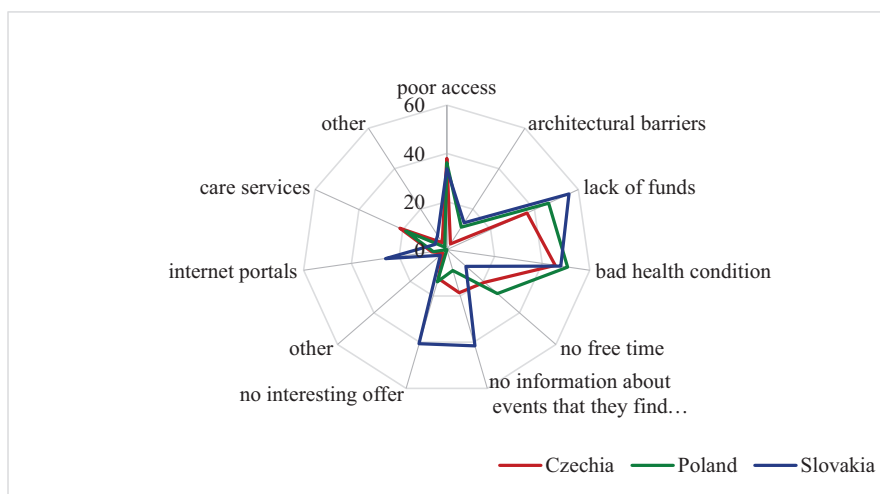 poor access
60
other
architectural barriers
40
care services
lack of funds
20
0
internet portals
bad health condition
other
no free time
no interesting offer
no information about
events that they find…
Czechia
Poland
Slovakia